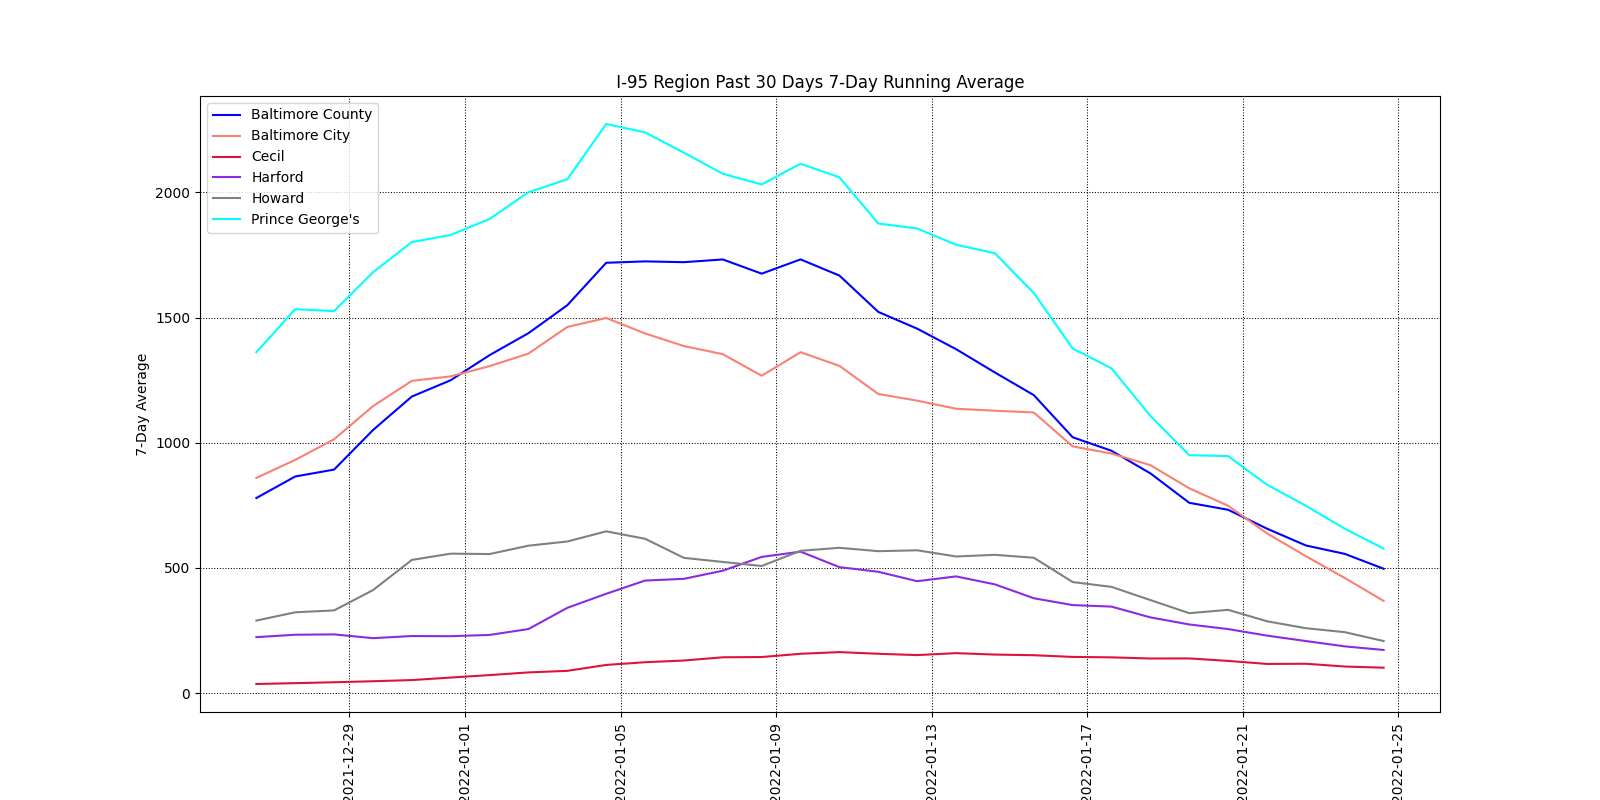 I-95 Region Past 30 Days 7-Day Running Average
Baltimore County
Baltimore City
Cecil
Harford
Howard
Prince George's
7-Day Average
2000
1500
1000
500
0
2021-12-29
2022-01-01
2022-01-05
2022-01-09
2022-01-13
2022-01-17
2022-01-21
2022-01-25